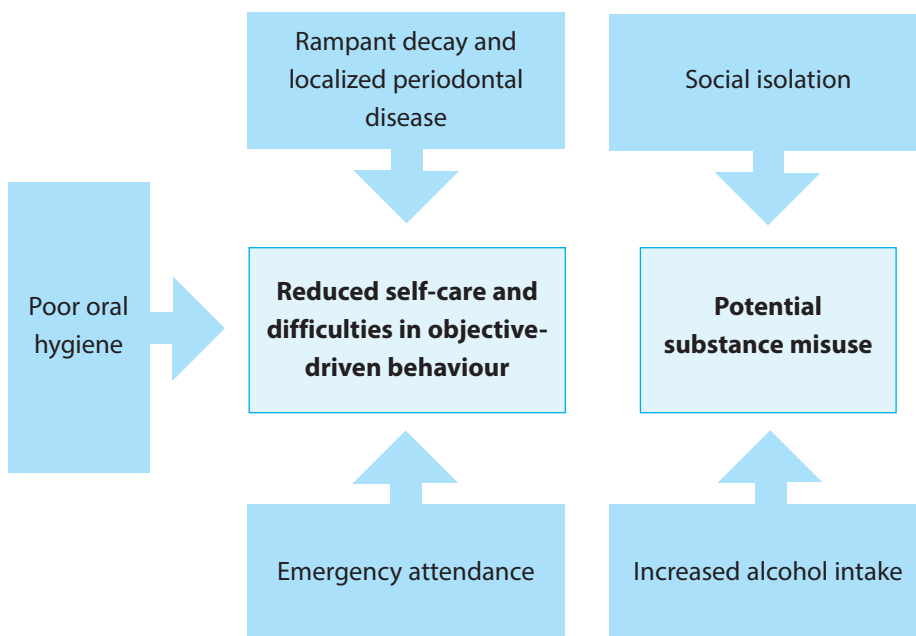 Rampant decay and
localized periodontal
disease
Social isolation
Poor oral
hygiene
Reduced self-care and
difficulties in objective-
driven behaviour
Potential
substance misuse
Emergency attendance
Increased alcohol intake